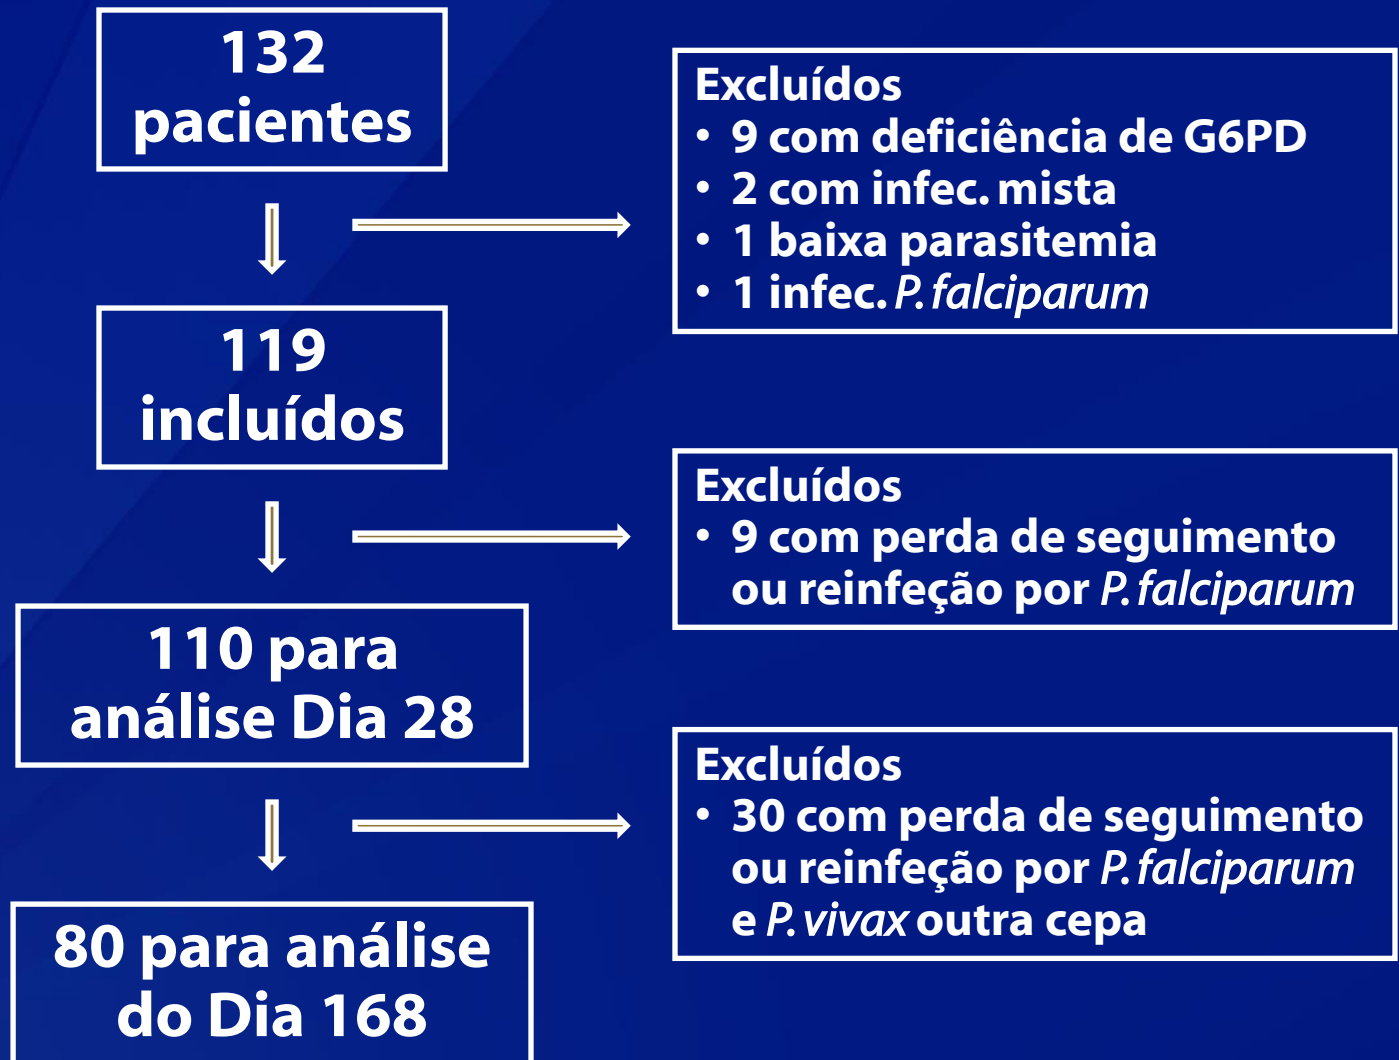 132
pacientes
Excluídos
• 9 com deficiência de G6PD
• 2 com infec. mista
• 1 baixa parasitemia
• 1 infec. P. falciparum
119
incluídos
Excluídos
• 9 com perda de seguimento
ou reinfeção por P. falciparum
110 para
análise Dia 28
Excluídos
• 30 com perda de seguimento
ou reinfeção por P. falciparum
e P. vivax outra cepa
80 para análise
do Dia 168